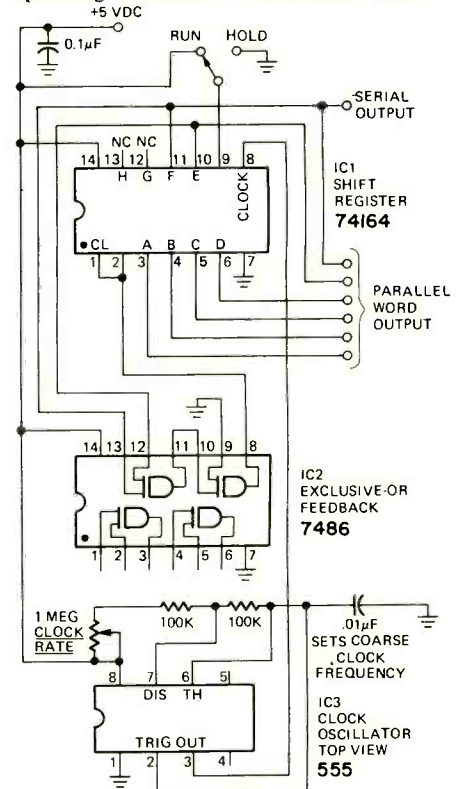 +5 VDC
0.1µF
RUN HOLD
SERIAL
OUTPUT
NC NC
14 13 12 11 10 9 8
H G F E
CLOCK
CL A B C D
1 2 3 4 5 6 7
IC1
SHIFT
REGISTER
74164
PARALLEL
WORD
OUTPUT
14 13 12 11 10 9 8
1 2 3 4 5 6 7
IC2
EXCLUSIVE-OR
FEEDBACK
7486
1 MEG
CLOCK
RATE
100K 100K
.01µF
SETS COARSE
CLOCK
FREQUENCY
8 7 6 5
DIS TH
TRIG OUT
1 2 3 4
IC3
CLOCK
OSCILLATOR
TOP VIEW
555